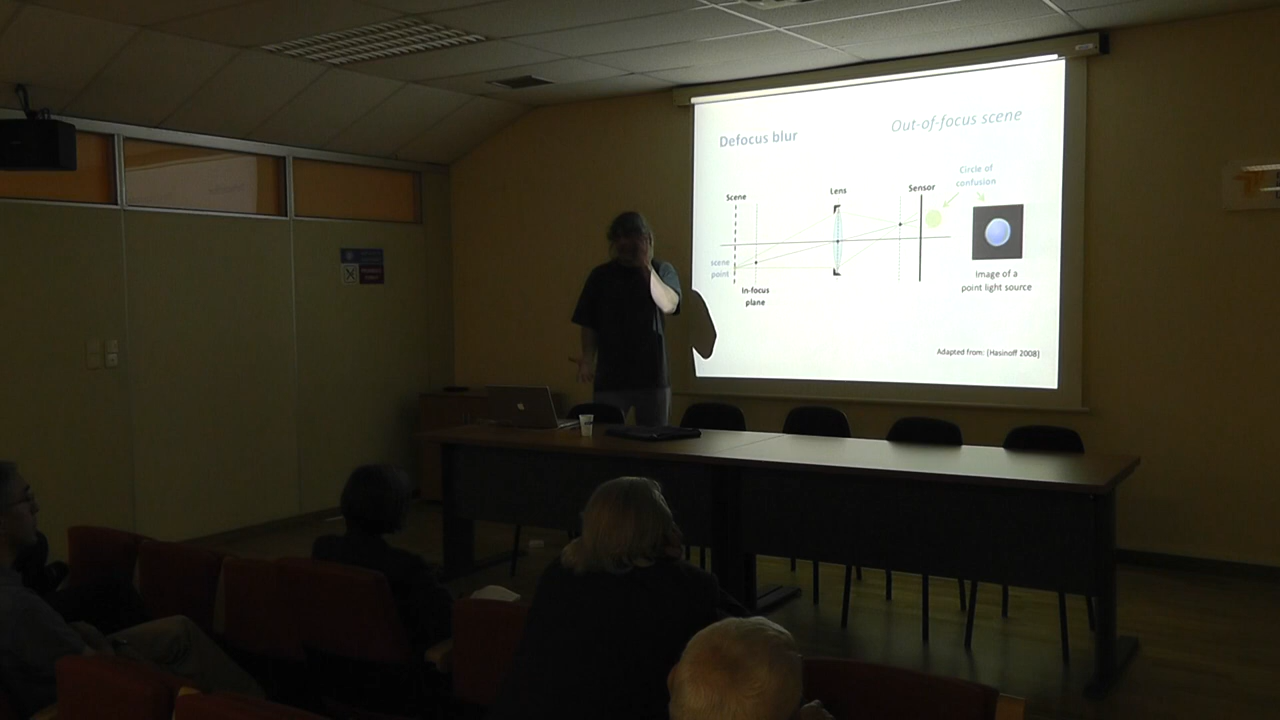 Defocus blur
Out-of-focus scene
Circle of
confusion
Scene
Lens
Sensor
scene
point
In-focus
plane
Image of a
point light source
Adapted from: [Hasinoff 2008]